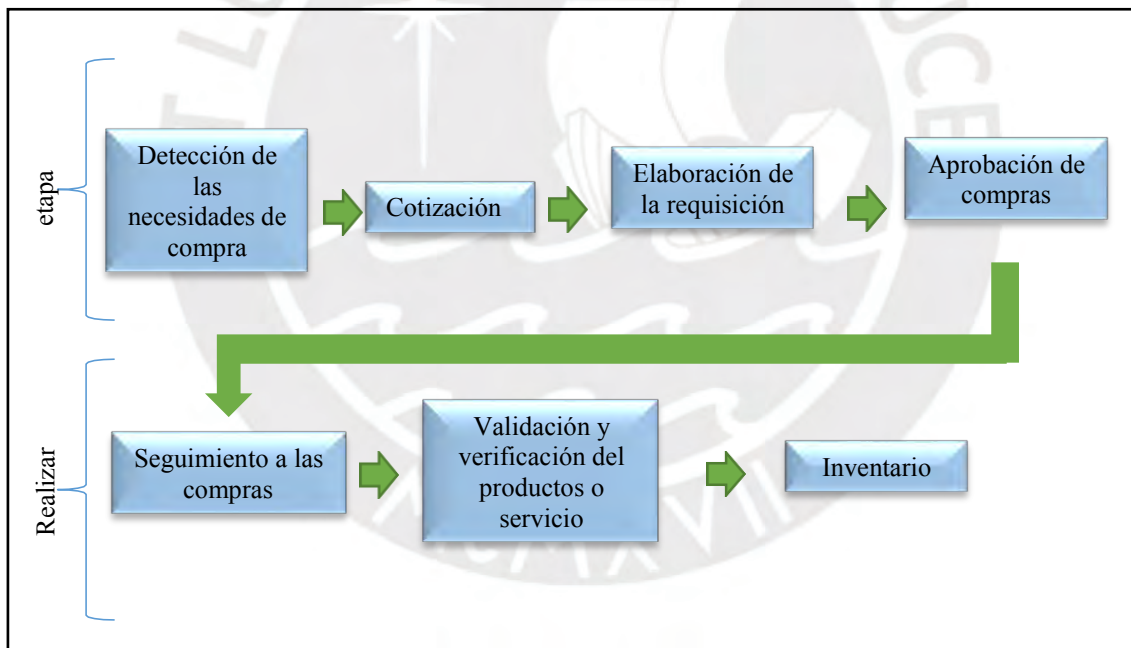 etapa
Detección de
las
necesidades de
compra
Cotización
Elaboración de
la requisición
Aprobación de
compras
Realizar
Seguimiento a las
compras
Validación y
verificación del
productos o
servicio
Inventario